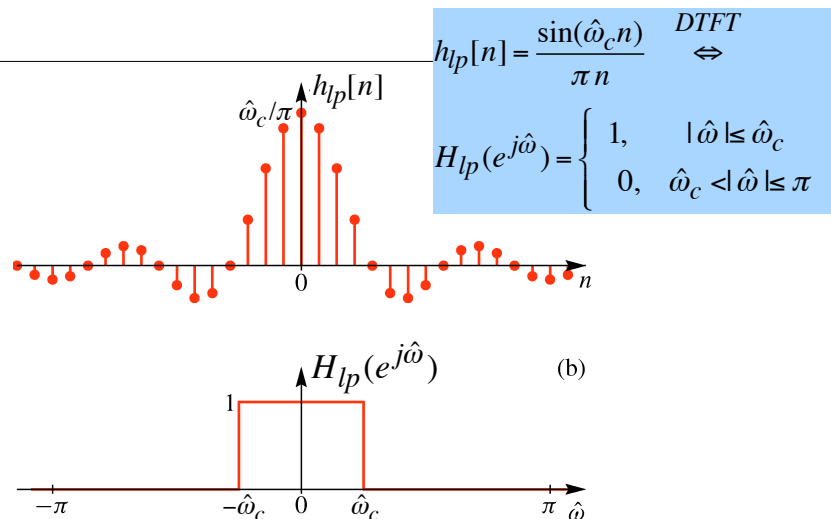 h_lp[n] = sin(ω̂_c n) / π n   DTFT ⇔
H_lp(e^{jω̂}) = { 1,   |ω̂| ≤ ω̂_c
0,   ω̂_c < |ω̂| ≤ π
h_lp[n]
ω̂_c/π
0
n
H_lp(e^{jω̂})
(b)
1
−π
−ω̂_c
0
ω̂_c
π
ω̂